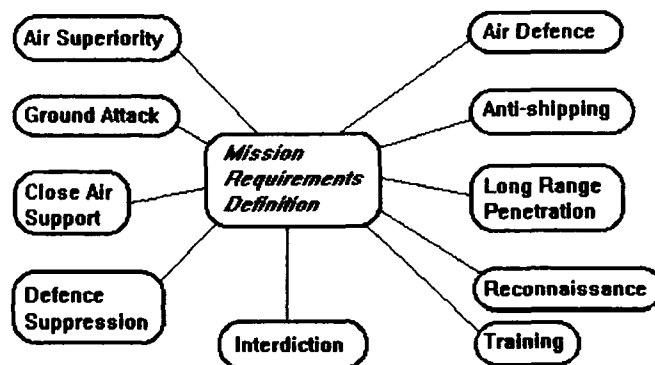 Air Superiority
Air Defence
Ground Attack
Anti-shipping
Mission
Requirements
Definition
Close Air
Support
Long Range
Penetration
Defence
Suppression
Reconnaissance
Interdiction
Training